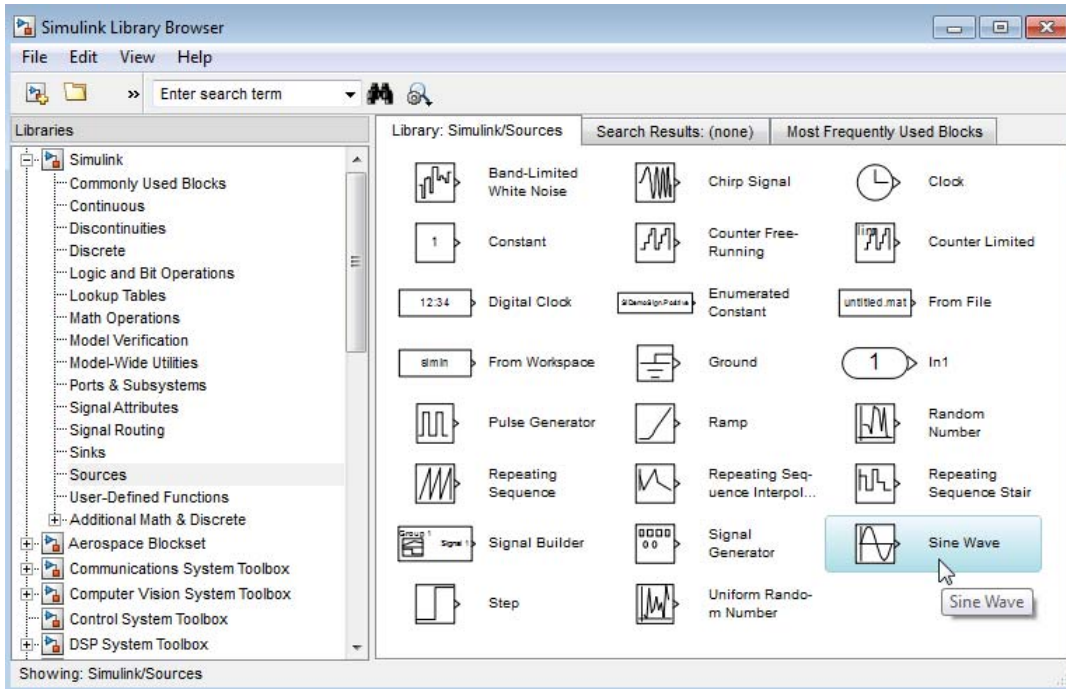 Simulink Library Browser
File Edit View Help
» Enter search term
Libraries
Library: Simulink/Sources
Search Results: (none)
Most Frequently Used Blocks
Simulink
Commonly Used Blocks
Continuous
Discontinuities
Discrete
Logic and Bit Operations
Lookup Tables
Math Operations
Model Verification
Model-Wide Utilities
Ports & Subsystems
Signal Attributes
Signal Routing
Sinks
Sources
User-Defined Functions
Additional Math & Discrete
Aerospace Blockset
Communications System Toolbox
Computer Vision System Toolbox
Control System Toolbox
DSP System Toolbox
Band-Limited
White Noise
Chirp Signal
Clock
1
Constant
Counter Free-
Running
lim
Counter Limited
12:34
Digital Clock
Enumerated
Constant
untitled.mat
From File
simin
From Workspace
Ground
1
In1
Pulse Generator
Ramp
Random
Number
Repeating
Sequence
Repeating Seq-
uence Interpol...
Repeating
Sequence Stair
Group 1
Signal 1
Signal Builder
Signal
Generator
Sine Wave
Step
Uniform Rando-
m Number
Sine Wave
Showing: Simulink/Sources